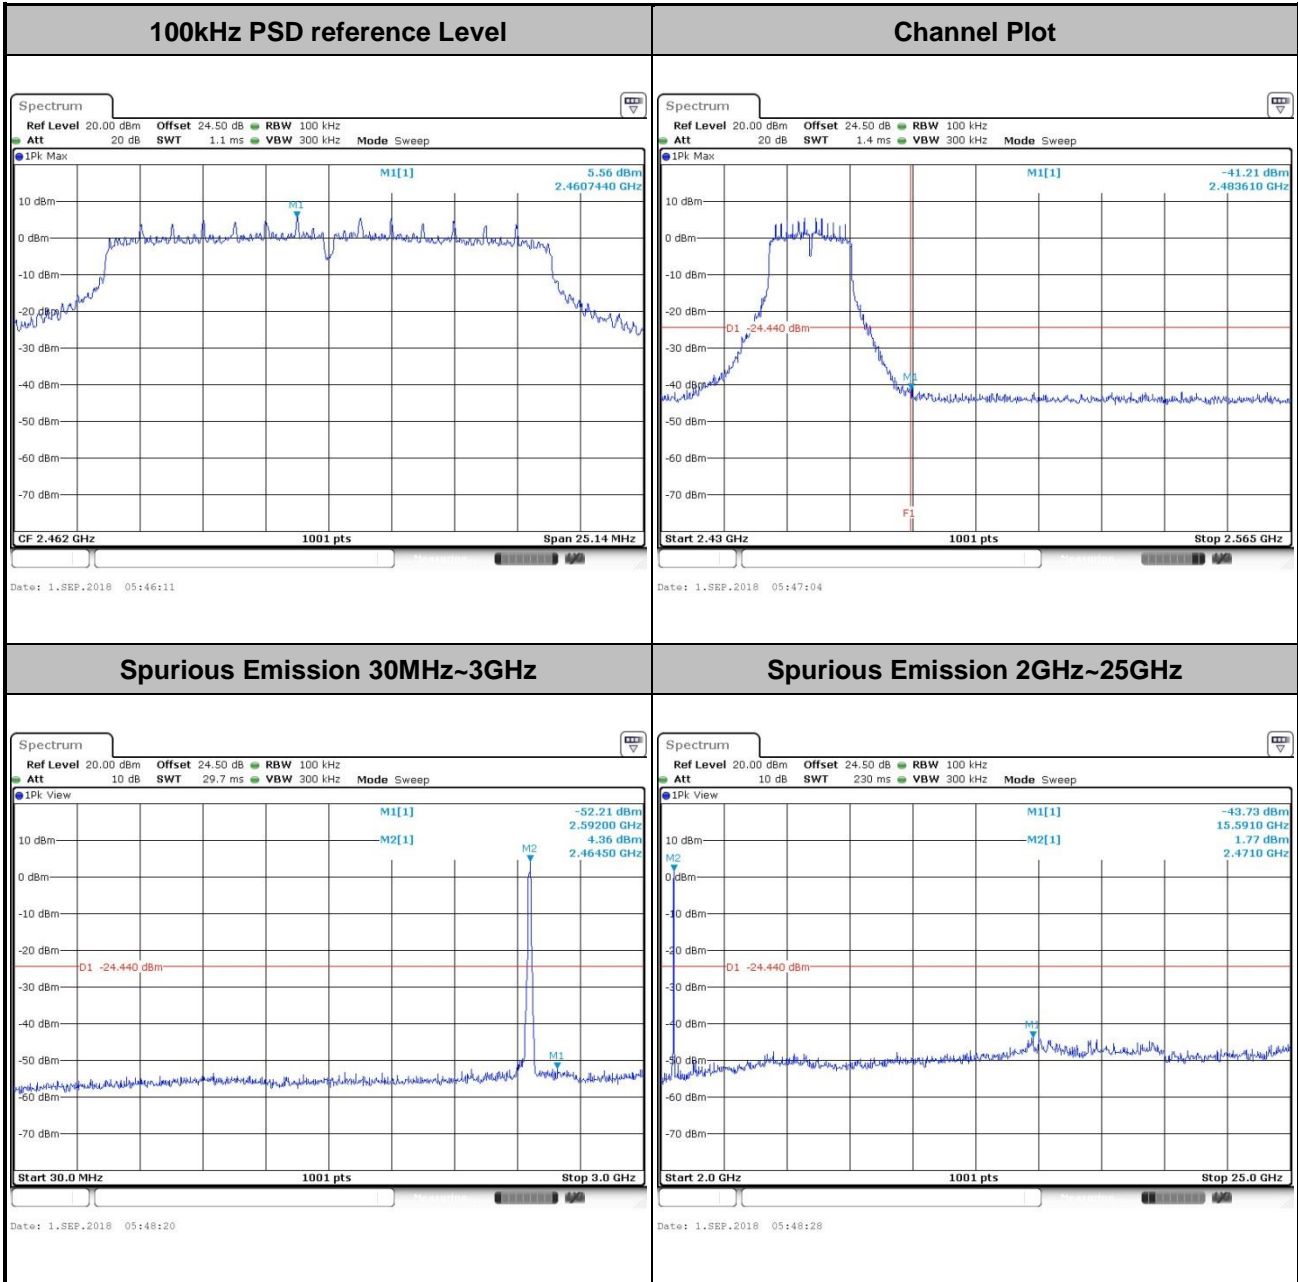 100kHz PSD reference Level
Channel Plot
Spectrum
Ref Level 20.00 dBm Offset 24.50 dB RBW 100 kHz
Att 20 dB SWT 1.1 ms VBW 300 kHz Mode Sweep
1Pk Max
M1[1] 5.56 dBm
2.4607440 GHz
M1
10 dBm
0 dBm
-10 dBm
-20 dBm
-30 dBm
-40 dBm
-50 dBm
-60 dBm
-70 dBm
CF 2.462 GHz 1001 pts Span 25.14 MHz
Date: 1.SEP.2018 05:46:11
Spectrum
Ref Level 20.00 dBm Offset 24.50 dB RBW 100 kHz
Att 20 dB SWT 1.4 ms VBW 300 kHz Mode Sweep
1Pk Max
M1[1] -41.21 dBm
2.483610 GHz
10 dBm
0 dBm
-10 dBm
-20 dBm
D1 -24.440 dBm
-30 dBm
M1
-40 dBm
-50 dBm
-60 dBm
-70 dBm
F1
Start 2.43 GHz 1001 pts Stop 2.565 GHz
Date: 1.SEP.2018 05:47:04
Spurious Emission 30MHz~3GHz
Spurious Emission 2GHz~25GHz
Spectrum
Ref Level 20.00 dBm Offset 24.50 dB RBW 100 kHz
Att 10 dB SWT 29.7 ms VBW 300 kHz Mode Sweep
1Pk View
M1[1] -52.21 dBm
2.59200 GHz
M2[1] 4.36 dBm
2.46450 GHz
10 dBm
M2
0 dBm
-10 dBm
-20 dBm
D1 -24.440 dBm
-30 dBm
-40 dBm
-50 dBm
M1
-60 dBm
-70 dBm
Start 30.0 MHz 1001 pts Stop 3.0 GHz
Date: 1.SEP.2018 05:48:20
Spectrum
Ref Level 20.00 dBm Offset 24.50 dB RBW 100 kHz
Att 10 dB SWT 230 ms VBW 300 kHz Mode Sweep
1Pk View
M1[1] -43.73 dBm
15.5910 GHz
M2[1] 1.77 dBm
2.4710 GHz
10 dBm
M2
0 dBm
-10 dBm
-20 dBm
D1 -24.440 dBm
-30 dBm
-40 dBm
M1
-50 dBm
-60 dBm
-70 dBm
Start 2.0 GHz 1001 pts Stop 25.0 GHz
Date: 1.SEP.2018 05:48:28